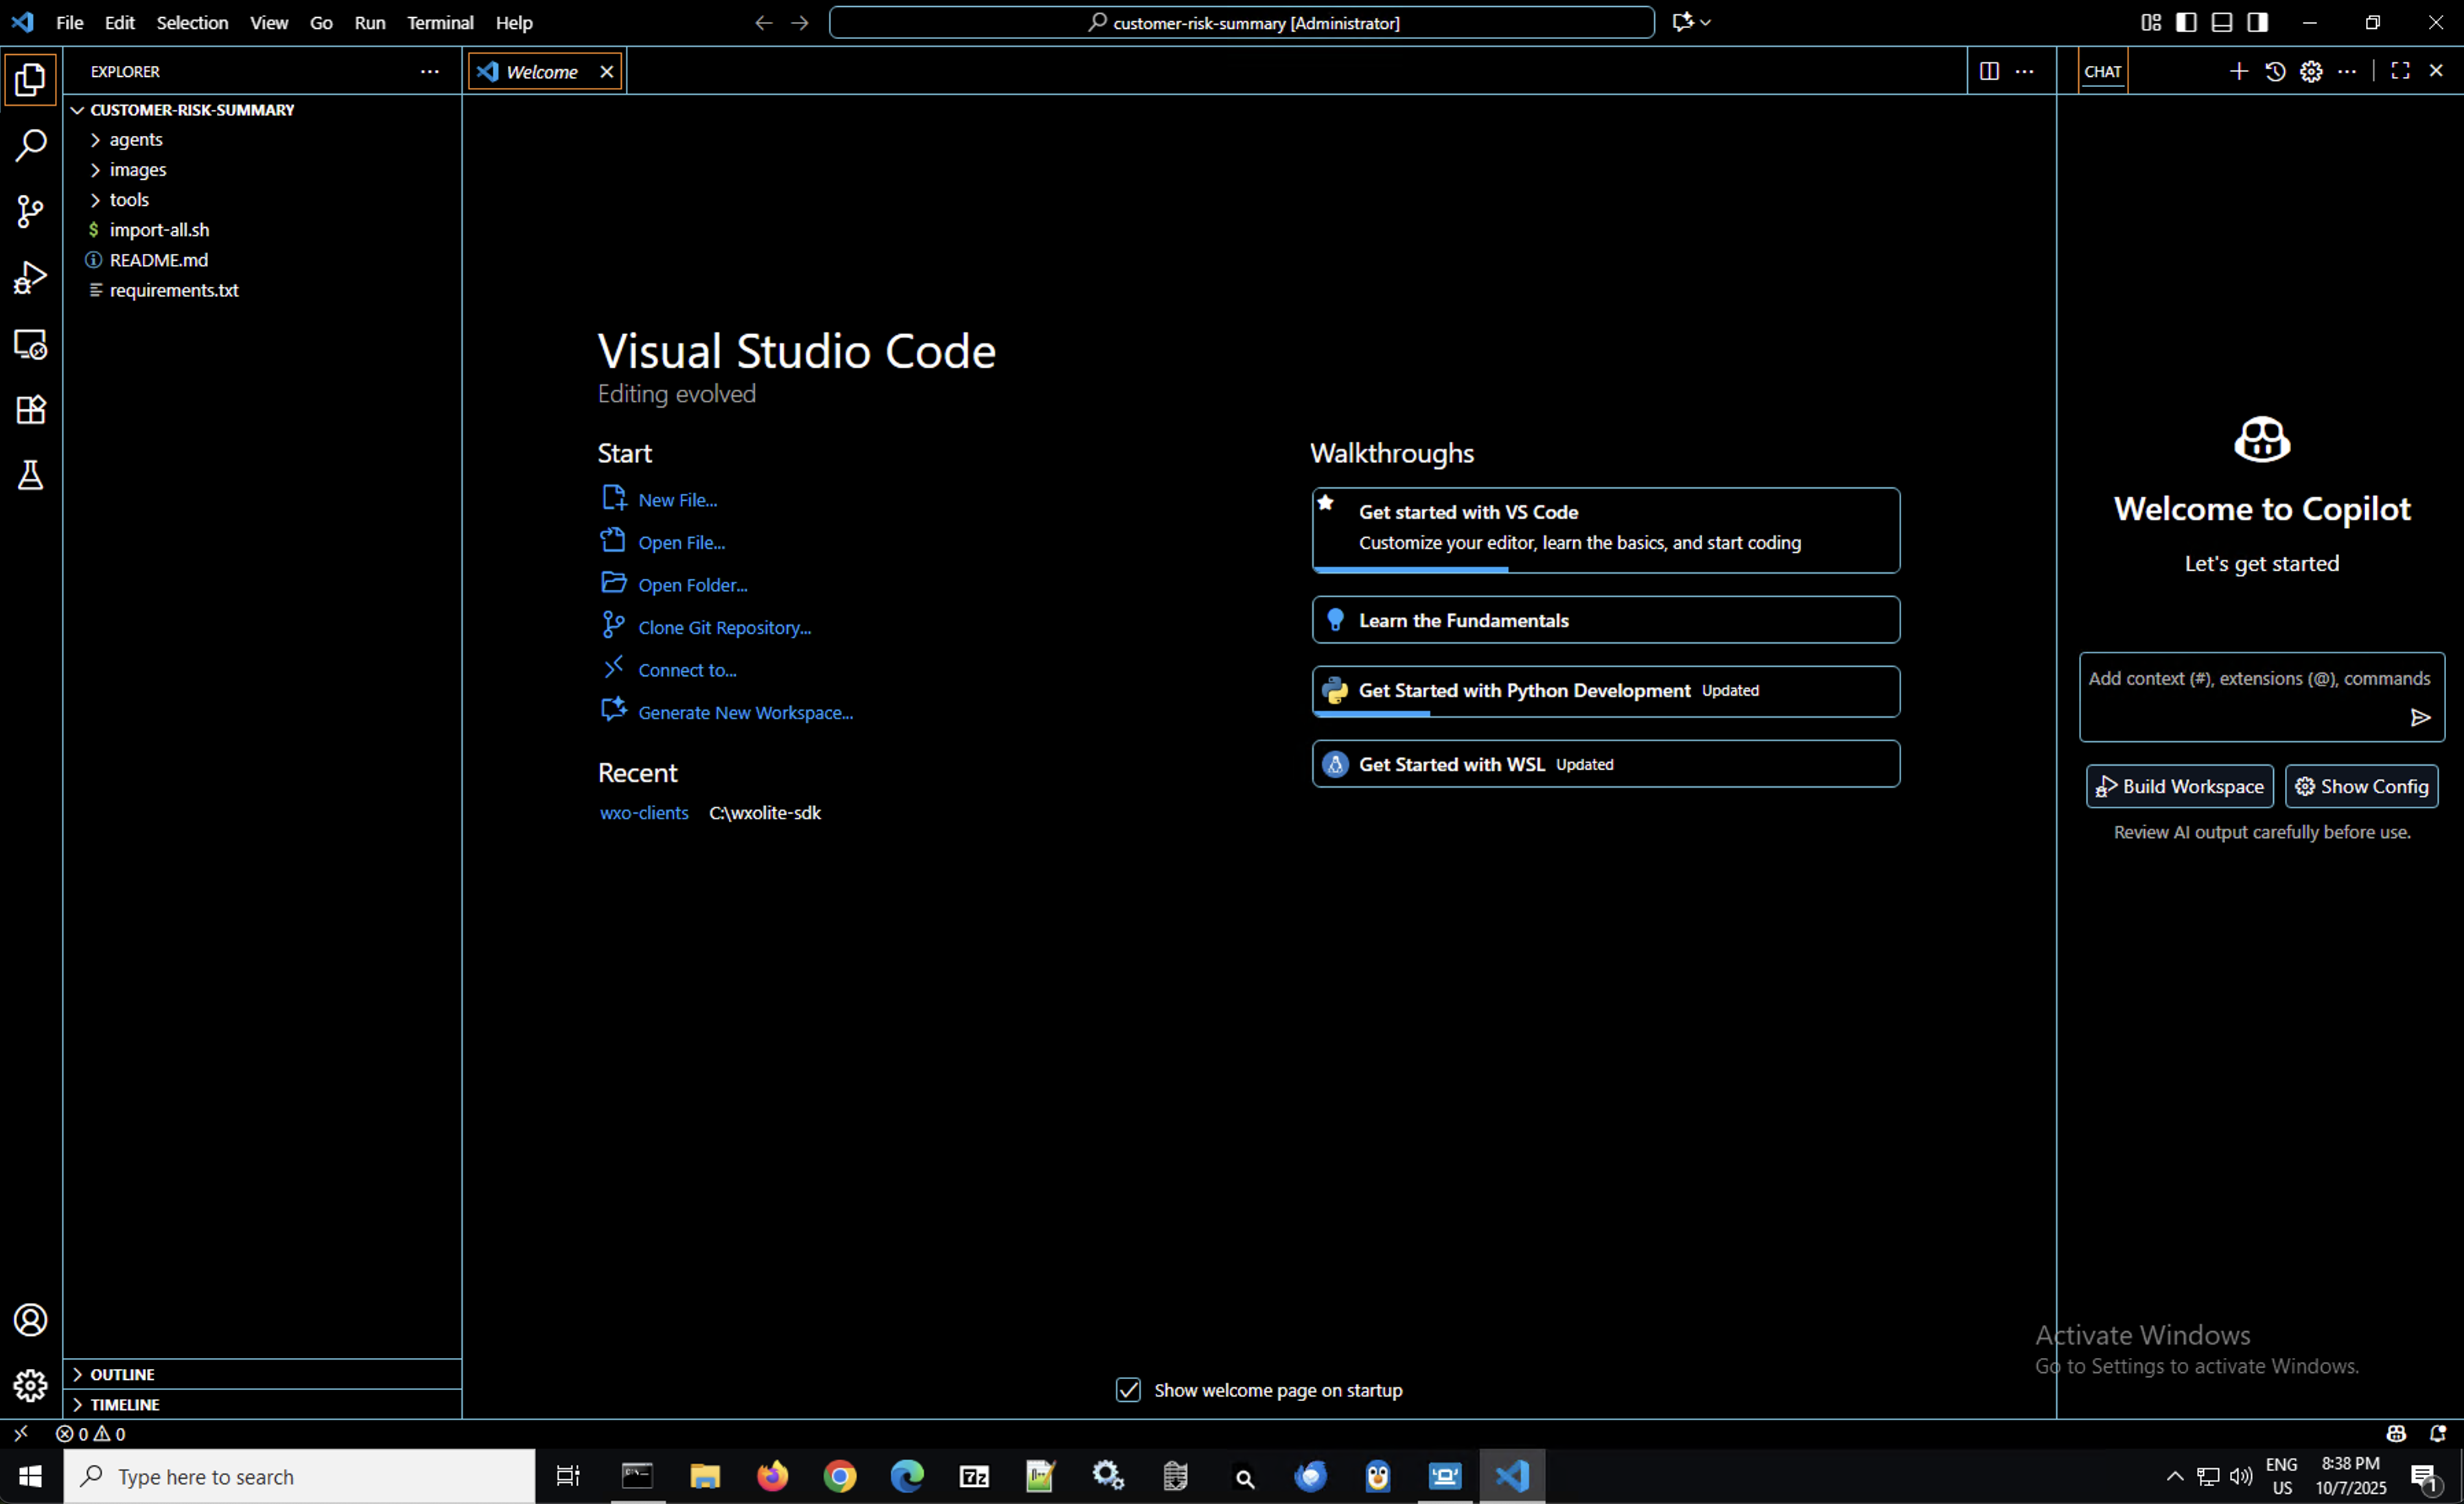 File Edit Selection View Go Run Terminal Help
customer-risk-summary [Administrator]
EXPLORER
CUSTOMER-RISK-SUMMARY
agents
images
tools
$ import-all.sh
README.md
requirements.txt
OUTLINE
TIMELINE
Welcome
Visual Studio Code
Editing evolved
Start
New File...
Open File...
Open Folder...
Clone Git Repository...
Connect to...
Generate New Workspace...
Recent
wxo-clients C:\wxolite-sdk
Walkthroughs
Get started with VS Code
Customize your editor, learn the basics, and start coding
Learn the Fundamentals
Get Started with Python Development Updated
Get Started with WSL Updated
Show welcome page on startup
CHAT
Welcome to Copilot
Let's get started
Add context (#), extensions (@), commands
Build Workspace Show Config
Review AI output carefully before use.
Activate Windows
Go to Settings to activate Windows.
0 0
Type here to search
C:\_
7z
ENG
US
8:38 PM
10/7/2025
1